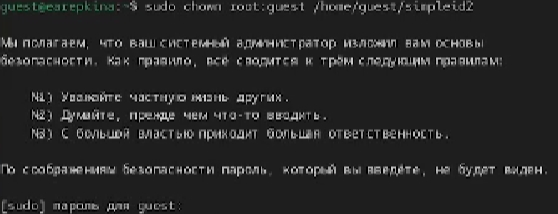 guest@earepkina:~$ sudo chown root:guest /home/guest/simpleid2
Мы полагаем, что ваш системный администратор изложил вам основы
безопасности. Как правило, всё сводится к трём следующим правилам:
№1) Уважайте частную жизнь других.
№2) Думайте, прежде чем что-то вводить.
№3) С большой властью приходит большая ответственность.
По соображениям безопасности пароль, который вы введёте, не будет виден.
[sudo] пароль для guest: